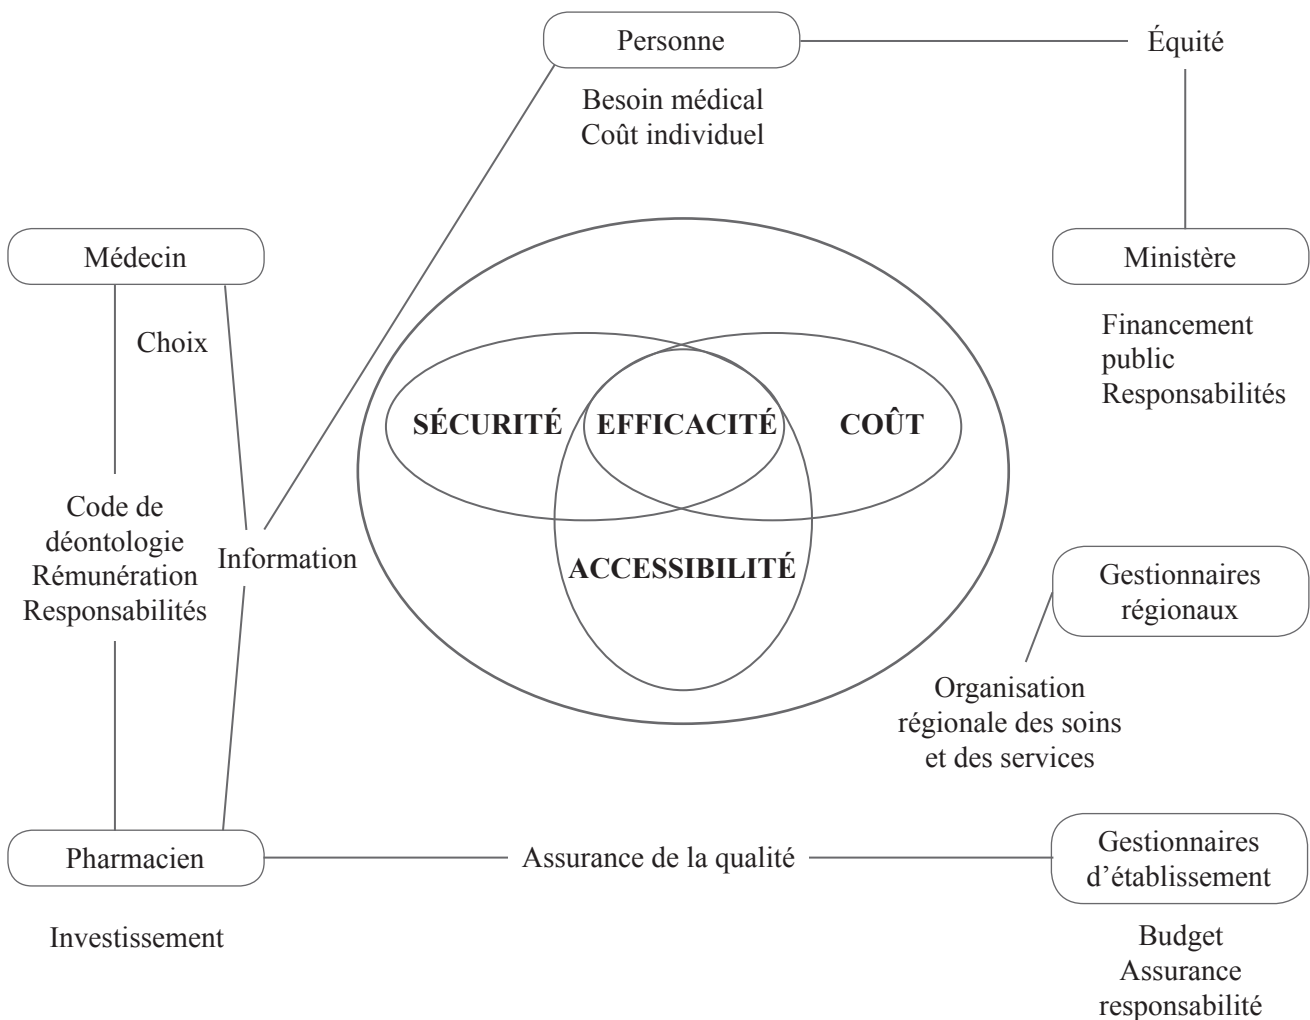 Personne
Équité
Besoin médical
Coût individuel
Médecin
Ministère
Choix
Financement
public
Responsabilités
SÉCURITÉ
EFFICACITÉ
COÛT
Code de
déontologie
Rémunération
Responsabilités
Information
ACCESSIBILITÉ
Gestionnaires
régionaux
Organisation
régionale des soins
et des services
Pharmacien
Assurance de la qualité
Gestionnaires
d’établissement
Investissement
Budget
Assurance
responsabilité